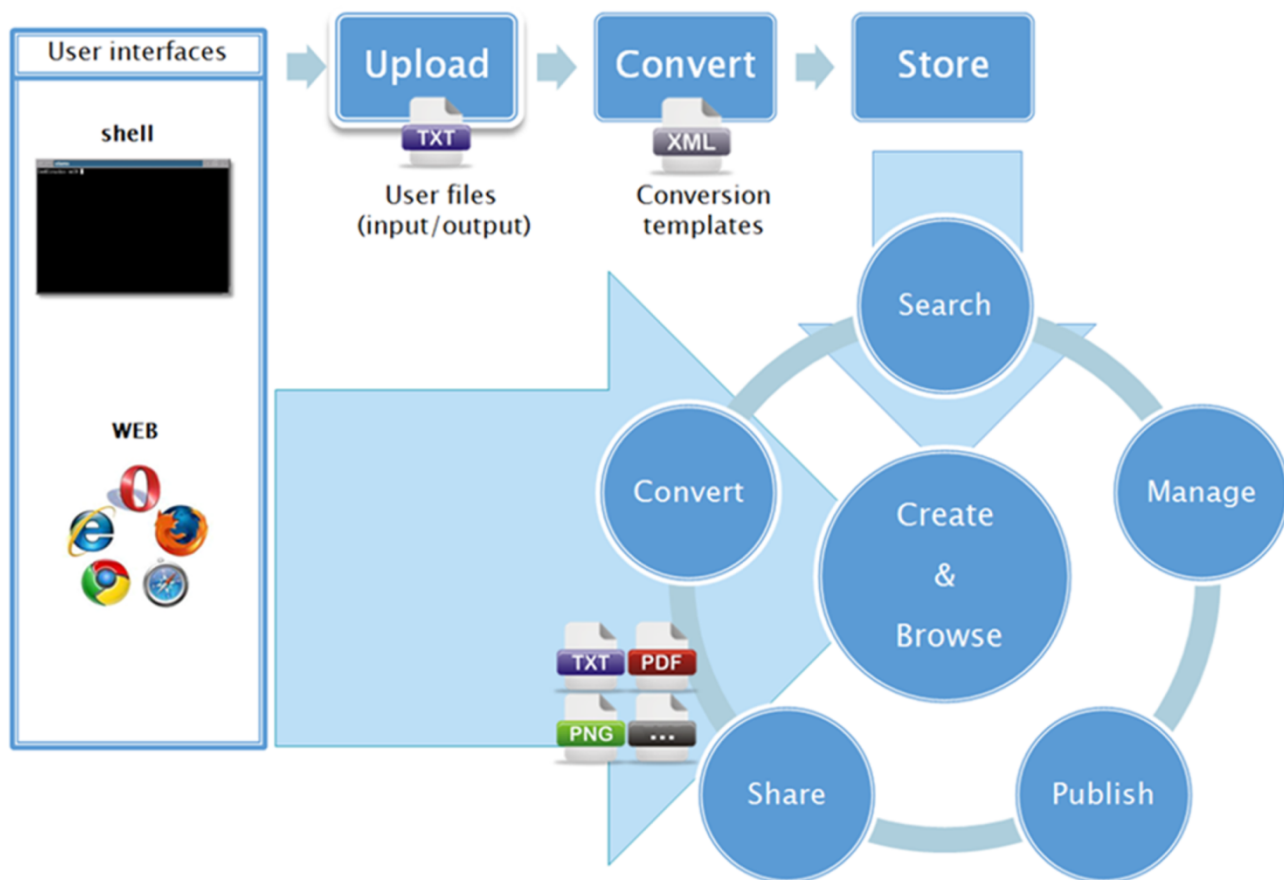 User interfaces
Upload
Convert
Store
shell
TXT
XML
User files
(input/output)
Conversion
templates
Search
WEB
Convert
Manage
Create
&
Browse
TXT
PDF
PNG
...
Share
Publish